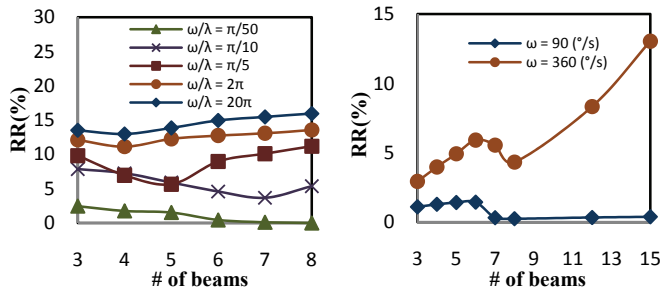 30
25
20
15
10
5
0
RR(%)
ω/λ = π/50
ω/λ = π/10
ω/λ = π/5
ω/λ = 2π
ω/λ = 20π
3 4 5 6 7 8
# of beams
15
10
5
0
RR(%)
ω = 90 (°/s)
ω = 360 (°/s)
3 5 7 9 11 13 15
# of beams